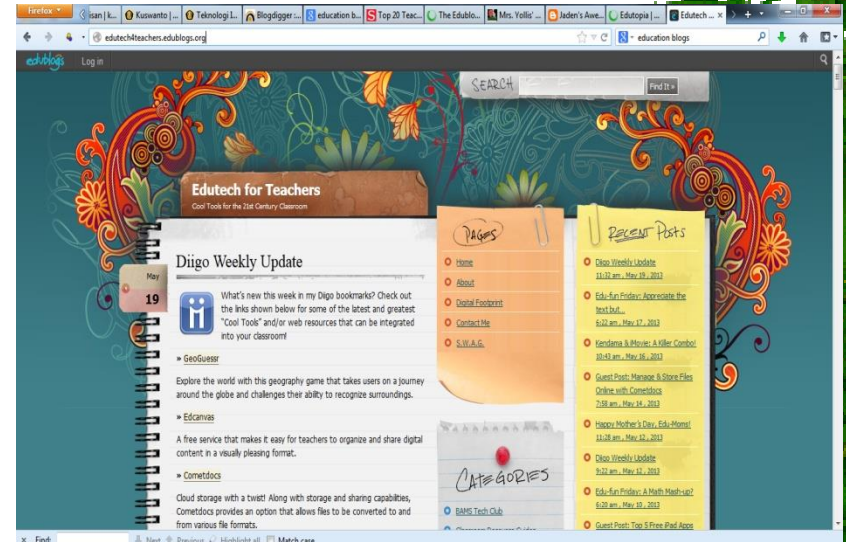 Firefox
isan | k...
Kuswanto | ...
Teknologi I...
Blogdigger :...
education b...
Top 20 Teac...
The Edublo...
Mrs. Yollis' ...
Jaden's Awe...
Edutopia | ...
Edutech ...
edutech4teachers.edublogs.org
education blogs
edublogs Log in
SEARCH Find It »
Edutech for Teachers
Cool Tools for the 21st Century Classroom
May
19
Diigo Weekly Update
What's new this week in my Diigo bookmarks? Check out
the links shown below for some of the latest and greatest
"Cool Tools" and/or web resources that can be integrated
into your classroom!
» GeoGuessr
Explore the world with this geography game that takes users on a journey
around the globe and challenges their ability to recognize surroundings.
» Edcanvas
A free service that makes it easy for teachers to organize and share digital
content in a visually pleasing format.
» Cometdocs
Cloud storage with a twist! Along with storage and sharing capabilities,
Cometdocs provides an option that allows files to be converted to and
from various file formats.
PAGES
Home
About
Digital Footprint
Contact Me
S.W.A.G.
CATEGORIES
BAMS Tech Club
RECENT POSTS
Diigo Weekly Update
11:32 am , May 19 , 2013
Edu-fun Friday: Appreciate the
text but...
6:22 am , May 17 , 2013
Kendama & iMovie: A Killer Combo!
10:43 am , May 16 , 2013
Guest Post: Manage & Store Files
Online with Cometdocs
7:58 am , May 14 , 2013
Happy Mother's Day, Edu-Moms!
11:28 am , May 12 , 2013
Diigo Weekly Update
9:22 am , May 12 , 2013
Edu-fun Friday: A Math Mash-up?
6:20 am , May 10 , 2013
Guest Post: Top 5 Free iPad Apps
× Find: Next Previous Highlight all Match case